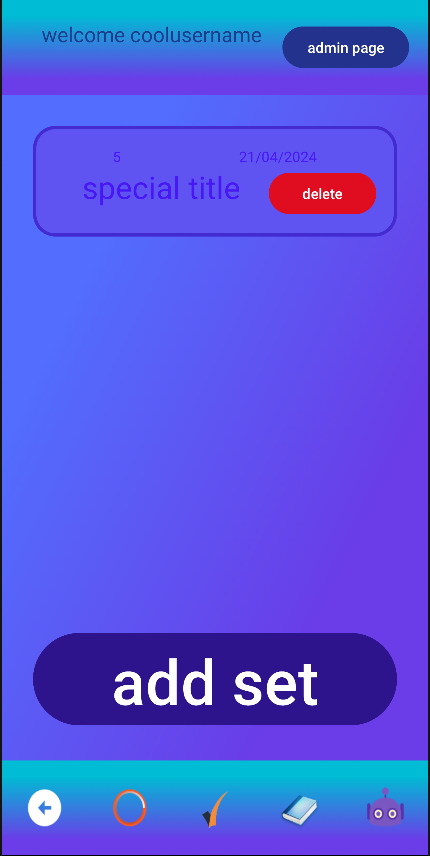 welcome coolusername
admin page
5
21/04/2024
special title
delete
add set